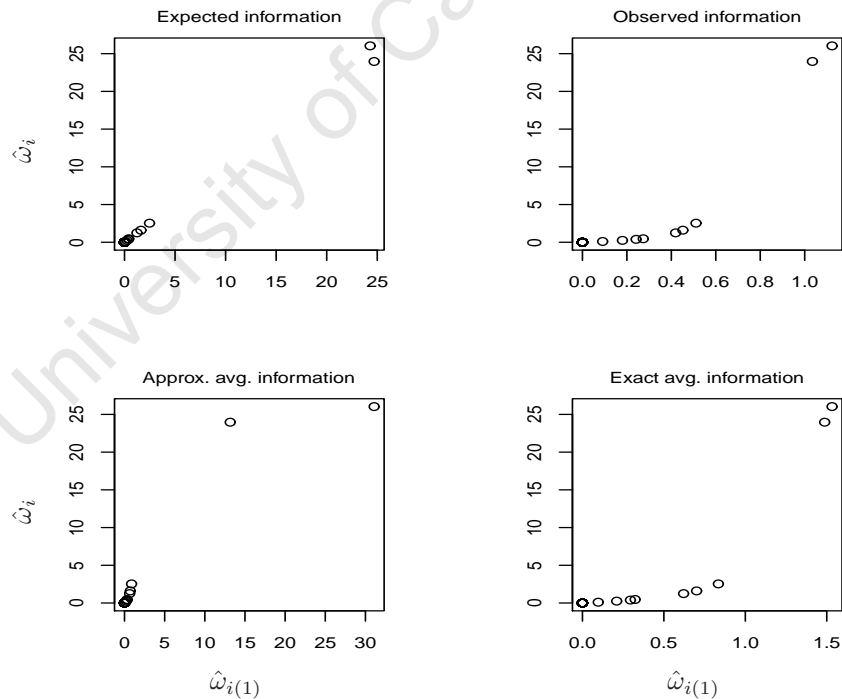 University of Ca
Expected information
Observed information
ω̂ᵢ
0 5 10 15 20 25
0 5 10 15 20 25
0 5 10 15 20 25
0.0 0.2 0.4 0.6 0.8 1.0
Approx. avg. information
Exact avg. information
ω̂ᵢ
0 5 10 15 20 25
0 5 10 15 20 25
0 5 10 15 20 25 30
0.0 0.5 1.0 1.5
ω̂ᵢ₍₁₎
ω̂ᵢ₍₁₎